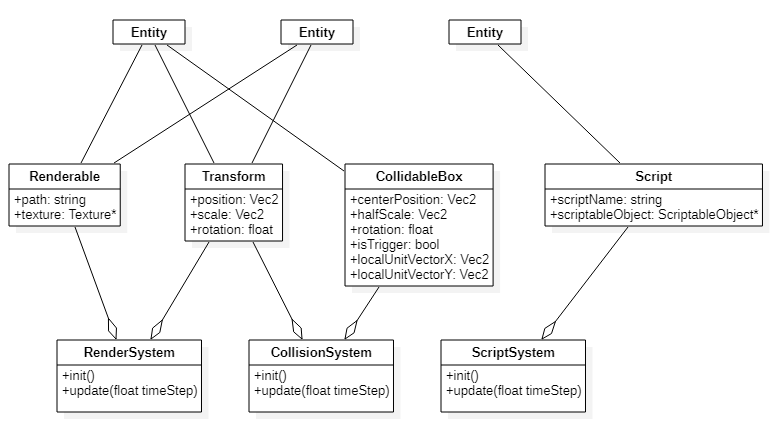 Entity
Entity
Entity
Renderable
+path: string
+texture: Texture*
Transform
+position: Vec2
+scale: Vec2
+rotation: float
CollidableBox
+centerPosition: Vec2
+halfScale: Vec2
+rotation: float
+isTrigger: bool
+localUnitVectorX: Vec2
+localUnitVectorY: Vec2
Script
+scriptName: string
+scriptableObject: ScriptableObject*
RenderSystem
+init()
+update(float timeStep)
CollisionSystem
+init()
+update(float timeStep)
ScriptSystem
+init()
+update(float timeStep)